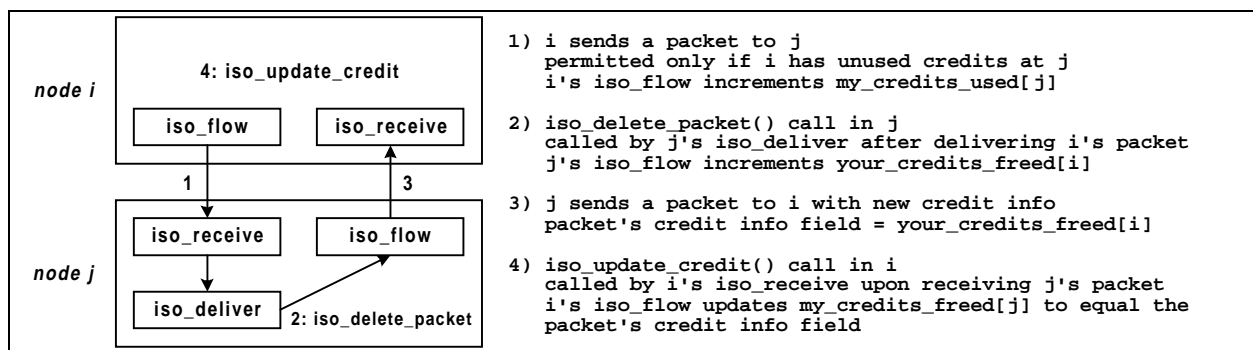 4: iso_update_credit
node i
iso_flow
iso_receive
1
3
iso_receive
iso_flow
node j
iso_deliver
2: iso_delete_packet
1) i sends a packet to j
permitted only if i has unused credits at j
i's iso_flow increments my_credits_used[j]
2) iso_delete_packet() call in j
called by j's iso_deliver after delivering i's packet
j's iso_flow increments your_credits_freed[i]
3) j sends a packet to i with new credit info
packet's credit info field = your_credits_freed[i]
4) iso_update_credit() call in i
called by i's iso_receive upon receiving j's packet
i's iso_flow updates my_credits_freed[j] to equal the
packet's credit info field